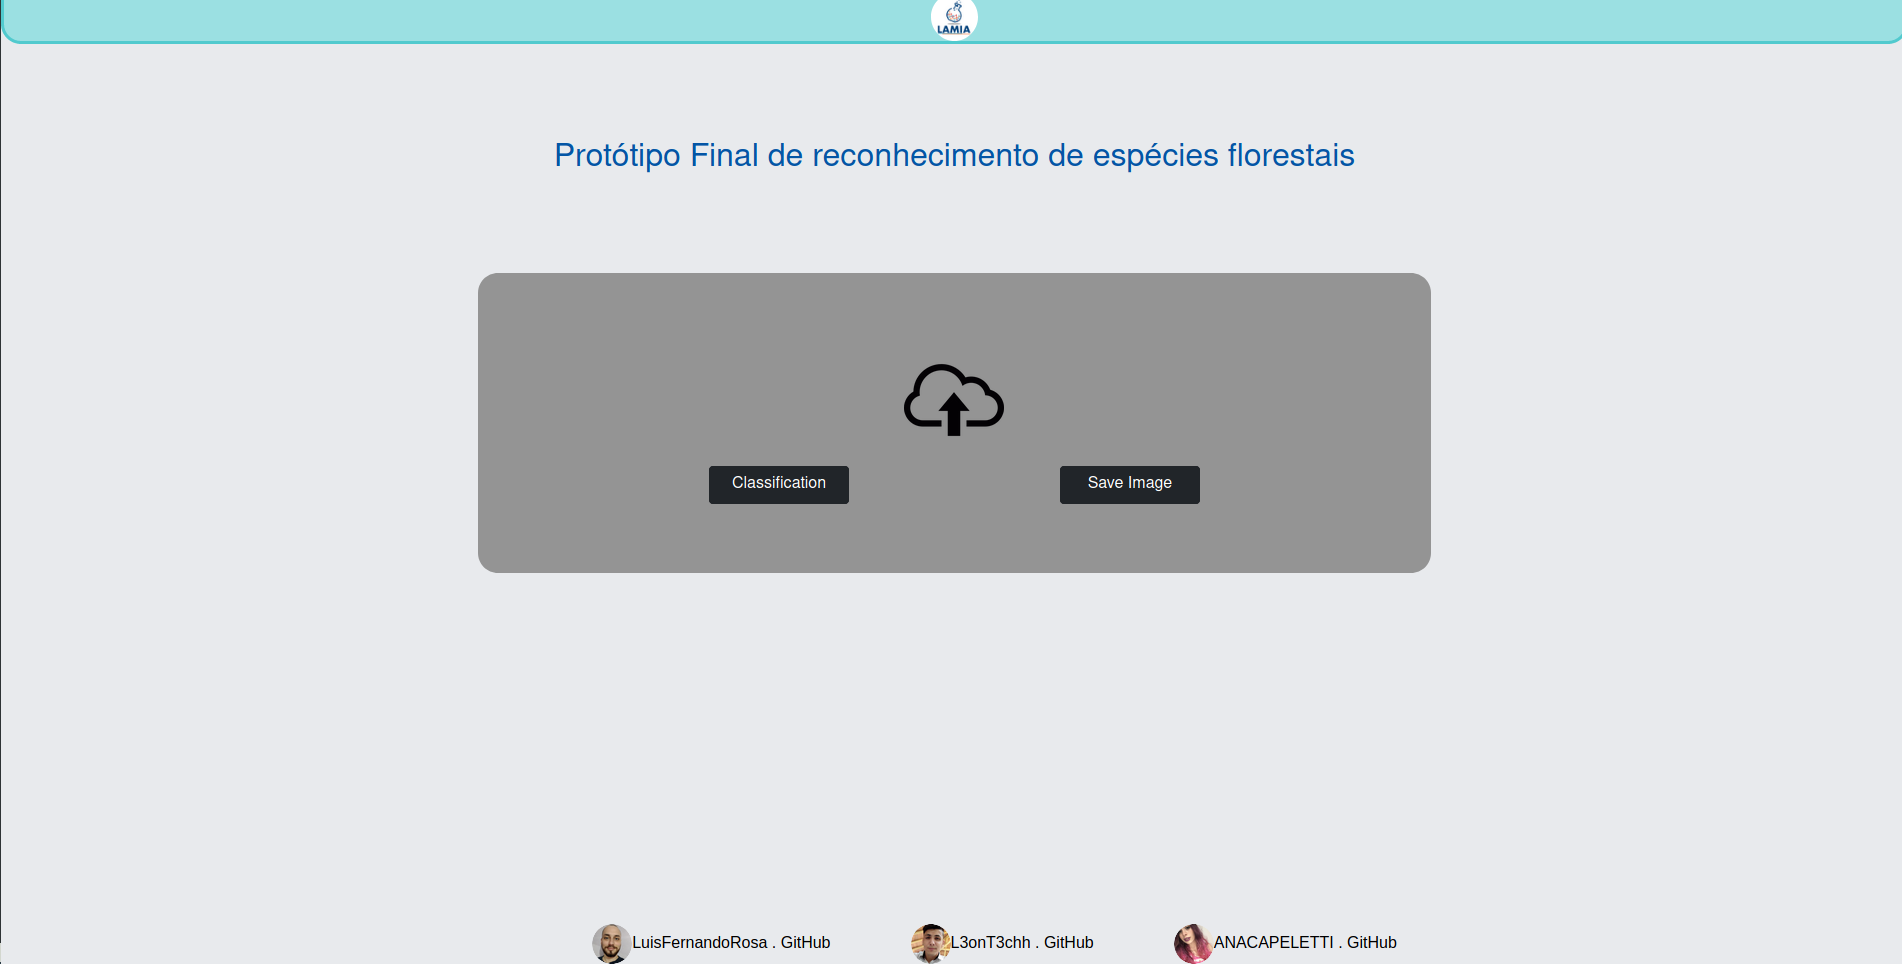 LAMIA
Protótipo Final de reconhecimento de espécies florestais
Classification
Save Image
LuisFernandoRosa . GitHub
L3onT3chh . GitHub
ANACAPELETTI . GitHub